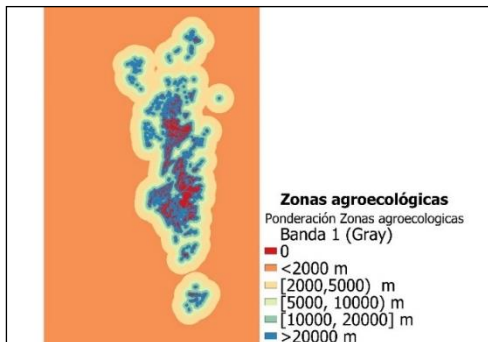 Zonas agroecológicas
Ponderación Zonas agroecologicas
Banda 1 (Gray)
0
<2000 m
[2000,5000) m
[5000, 10000) m
[10000, 20000] m
>20000 m